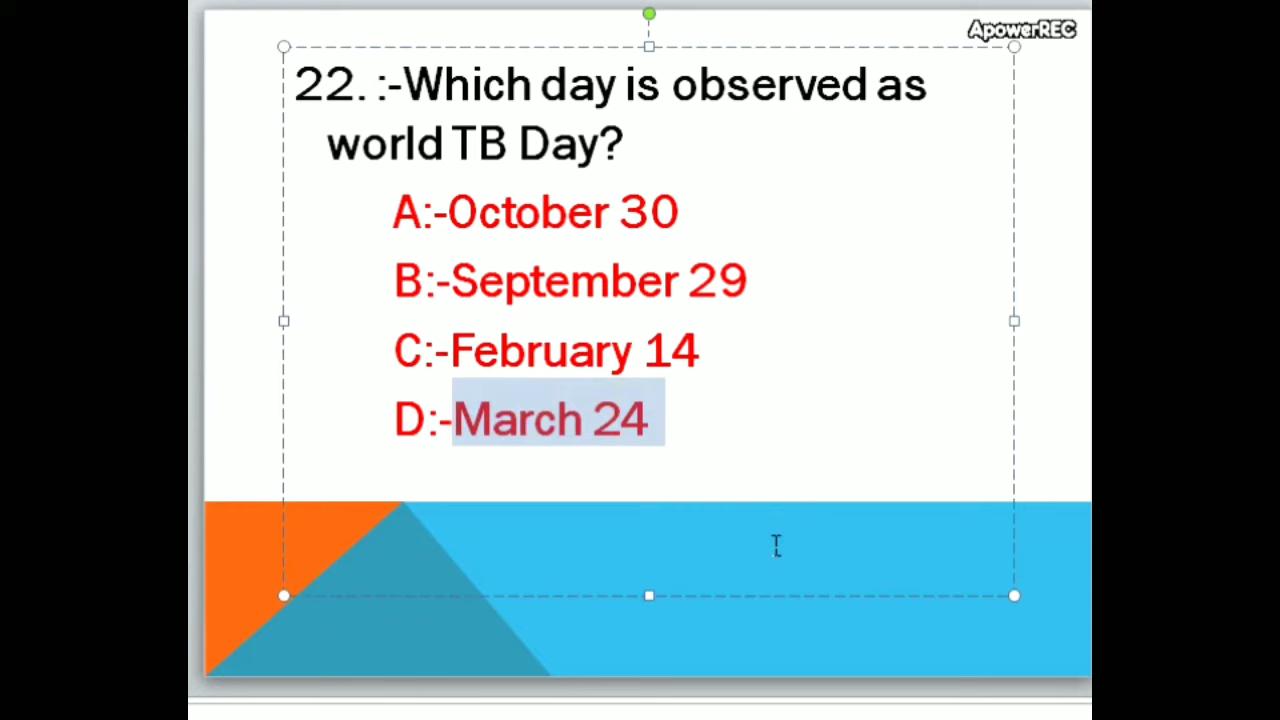 ApowerREC
22. :-Which day is observed as
world TB Day?
A:-October 30
B:-September 29
C:-February 14
D:-March 24